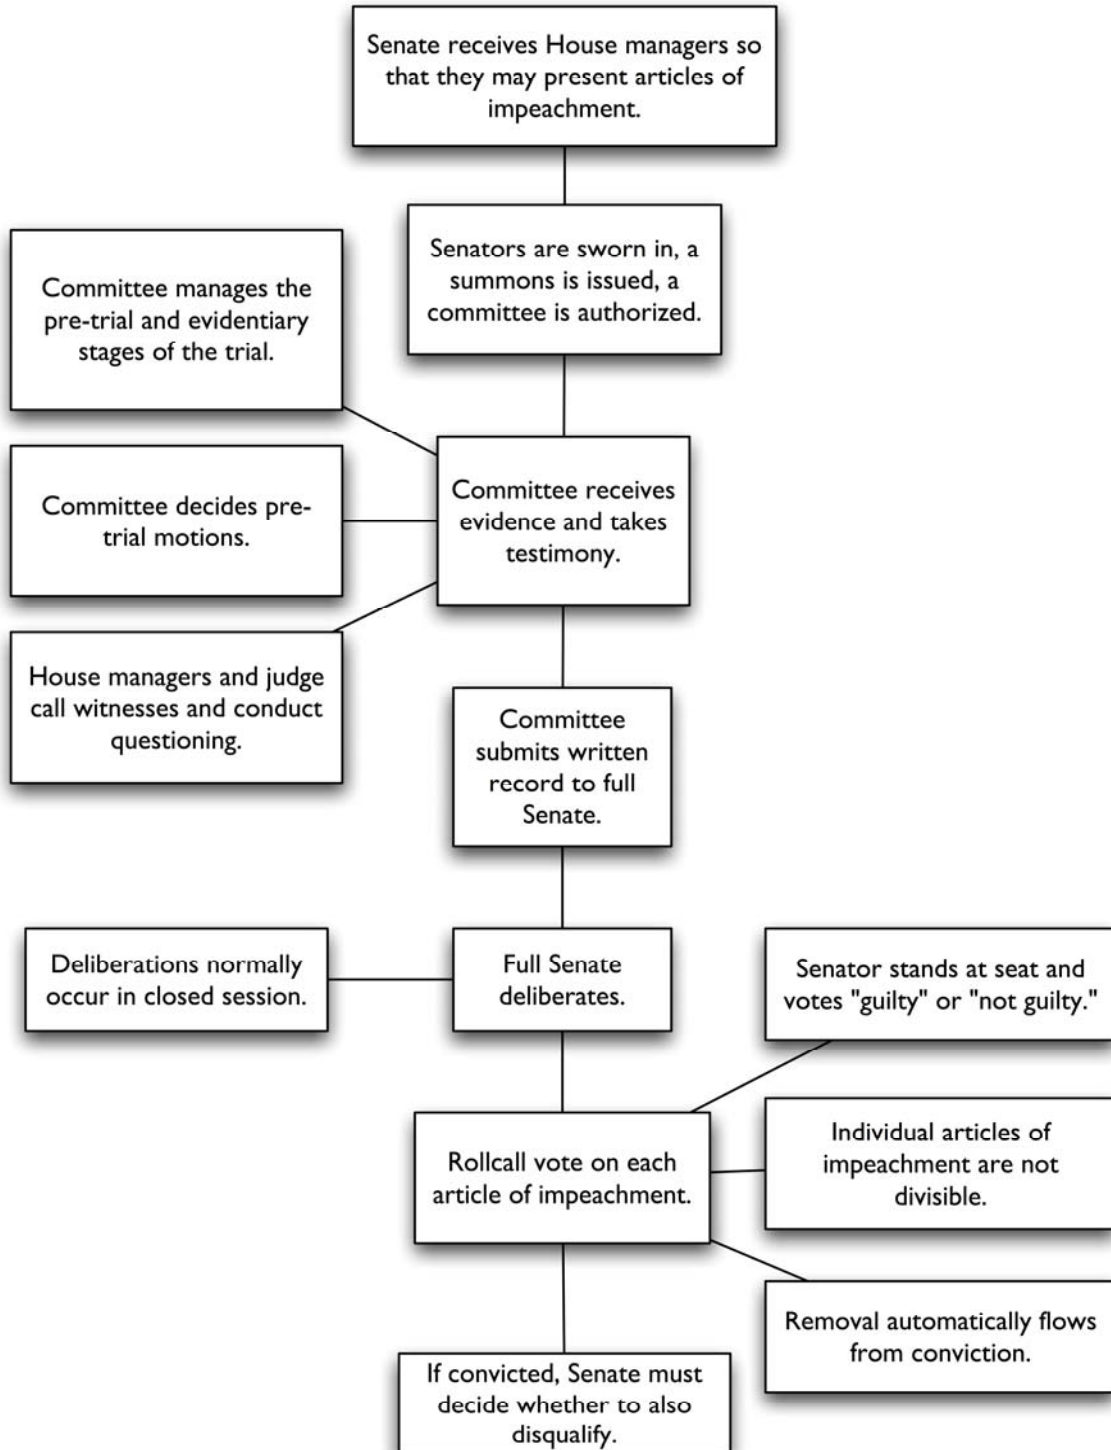 Senate receives House managers so
that they may present articles of
impeachment.
Senators are sworn in, a
summons is issued, a
committee is authorized.
Committee manages the
pre-trial and evidentiary
stages of the trial.
Committee decides pre-
trial motions.
House managers and judge
call witnesses and conduct
questioning.
Committee receives
evidence and takes
testimony.
Committee
submits written
record to full
Senate.
Deliberations normally
occur in closed session.
Full Senate
deliberates.
Senator stands at seat and
votes "guilty" or "not guilty."
Individual articles of
impeachment are not
divisible.
Removal automatically flows
from conviction.
Rollcall vote on each
article of impeachment.
If convicted, Senate must
decide whether to also
disqualify.